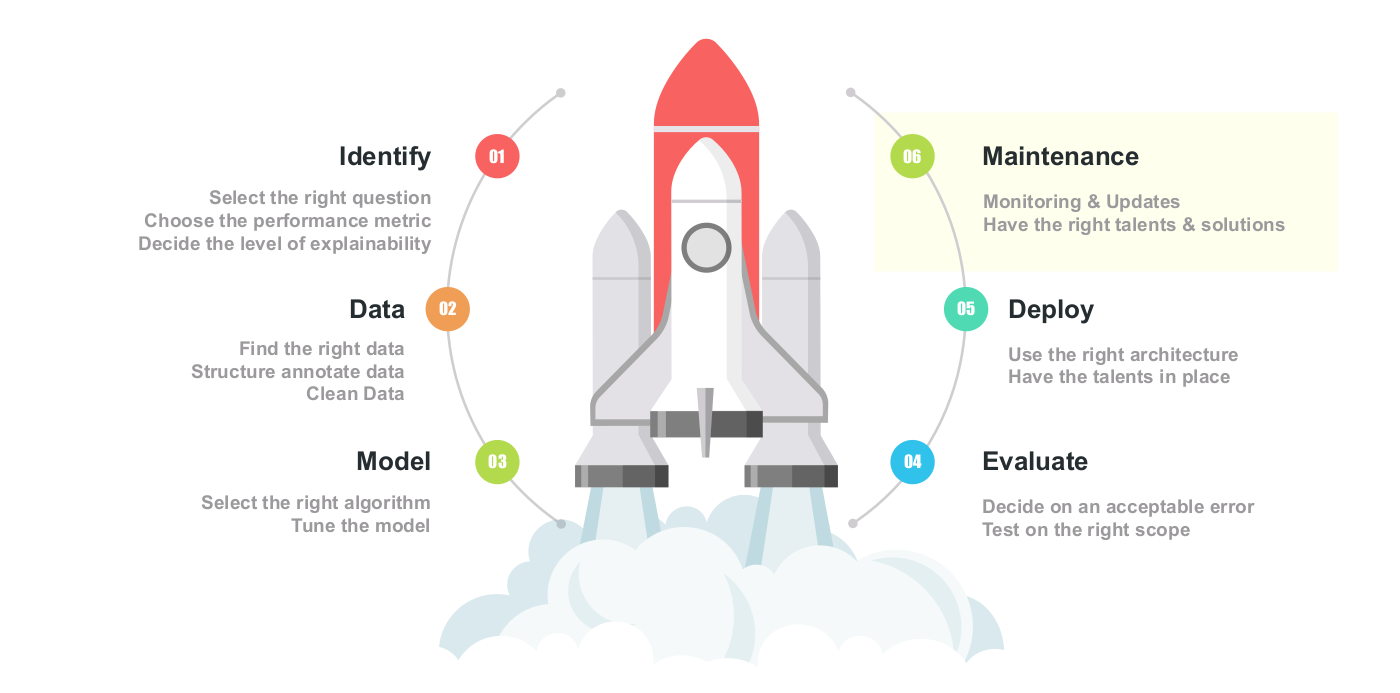 01
Identify
Select the right question
Choose the performance metric
Decide the level of explainability
02
Data
Find the right data
Structure annotate data
Clean Data
03
Model
Select the right algorithm
Tune the model
04
Evaluate
Decide on an acceptable error
Test on the right scope
05
Deploy
Use the right architecture
Have the talents in place
06
Maintenance
Monitoring & Updates
Have the right talents & solutions